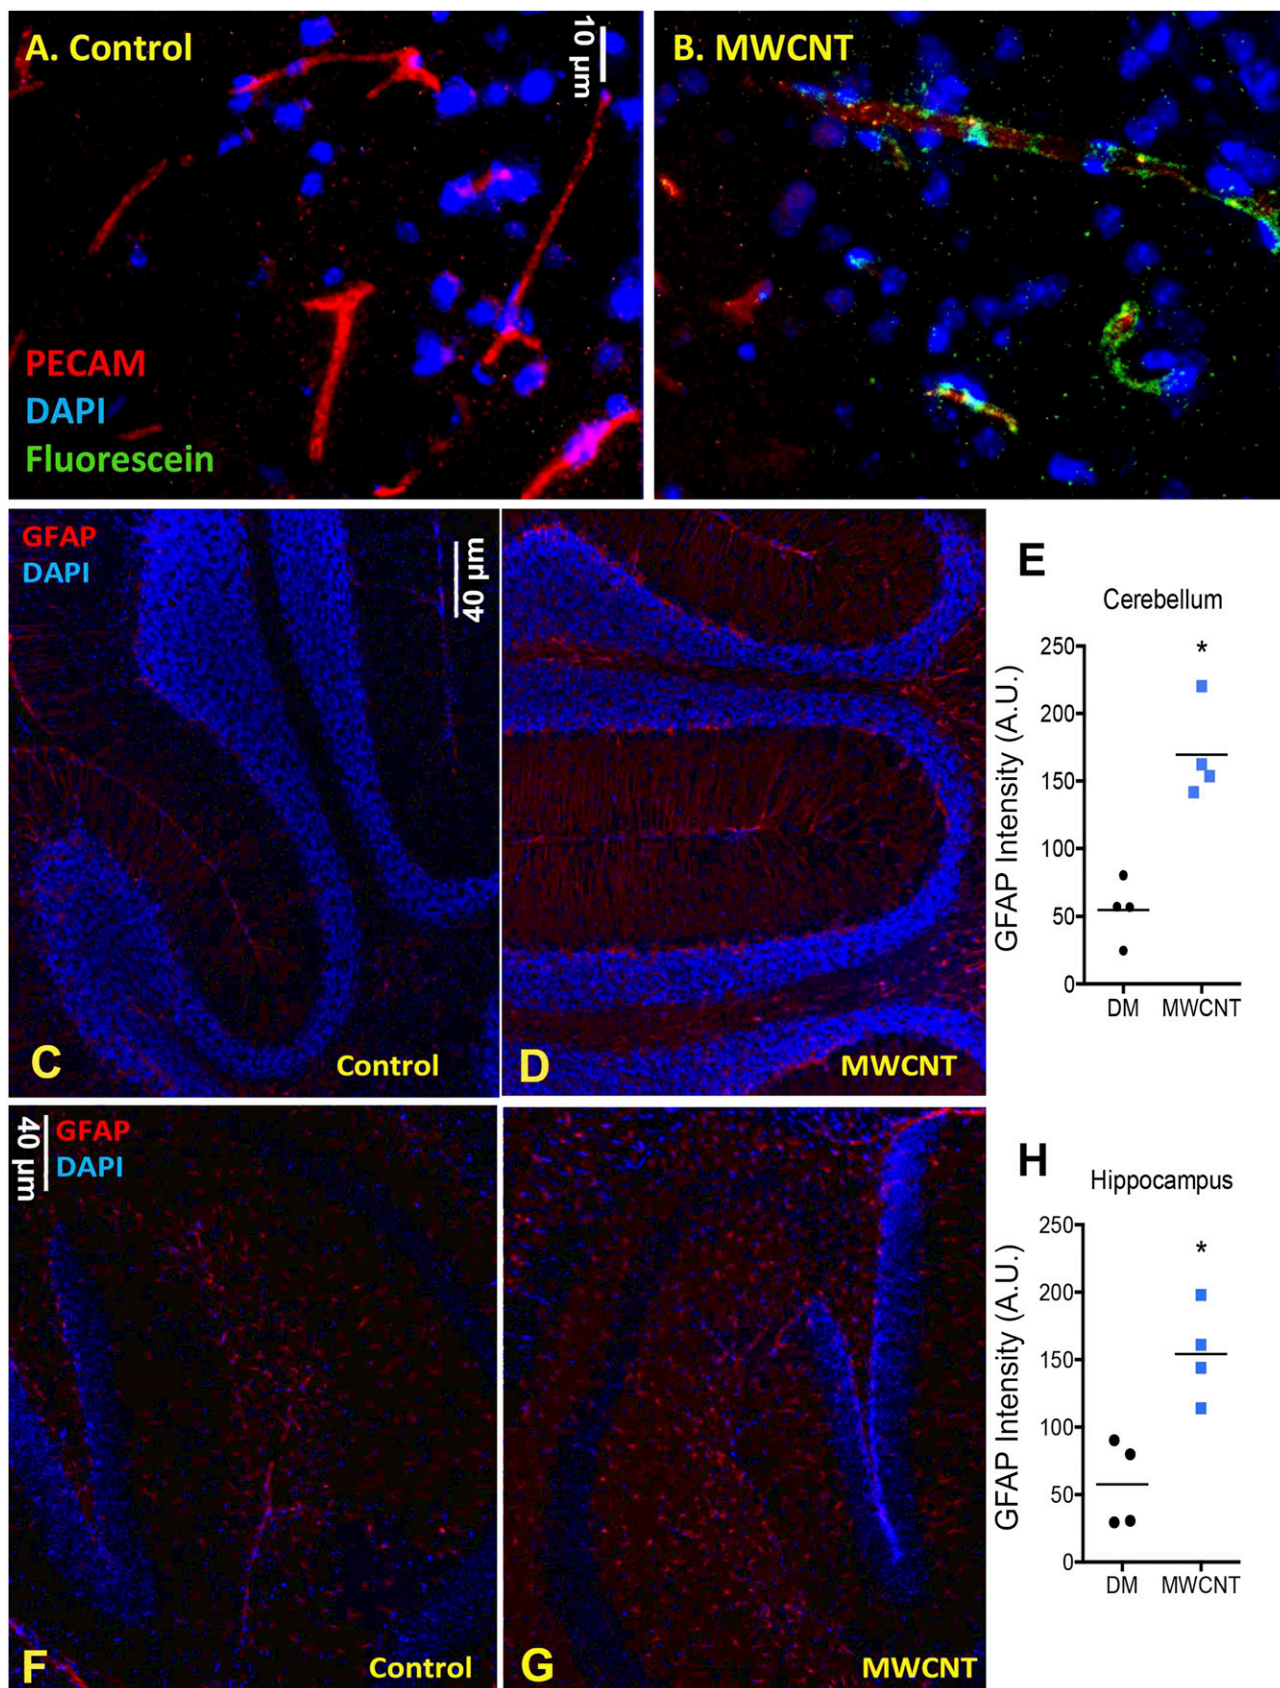 A. Control
10 µm
PECAM
DAPI
Fluorescein
B. MWCNT
GFAP
DAPI
40 µm
C
Control
D
MWCNT
E
Cerebellum
GFAP Intensity (A.U.)
250
200
150
100
50
0
*
DM
MWCNT
40 µm
GFAP
DAPI
F
Control
G
MWCNT
H
Hippocampus
GFAP Intensity (A.U.)
250
200
150
100
50
0
*
DM
MWCNT